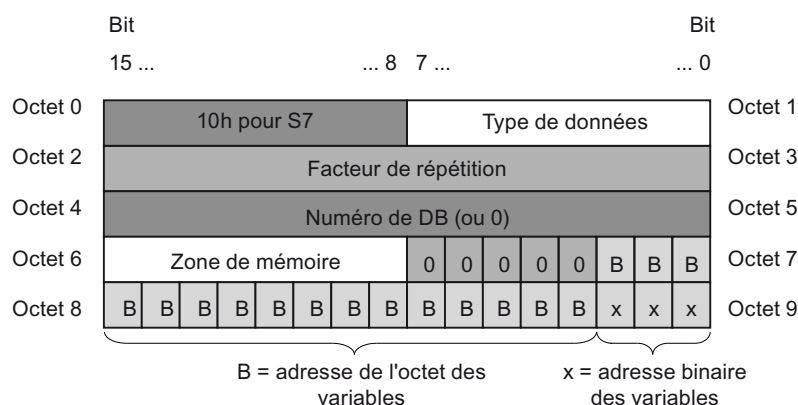 Bit Bit
15 ... ... 8 7 ... ... 0
Octet 0 10h pour S7 Type de données Octet 1
Octet 2 Facteur de répétition Octet 3
Octet 4 Numéro de DB (ou 0) Octet 5
Octet 6 Zone de mémoire 0 0 0 0 0 B B B Octet 7
Octet 8 B B B B B B B B B B B B B x x x Octet 9
B = adresse de l'octet des x = adresse binaire
variables des variables